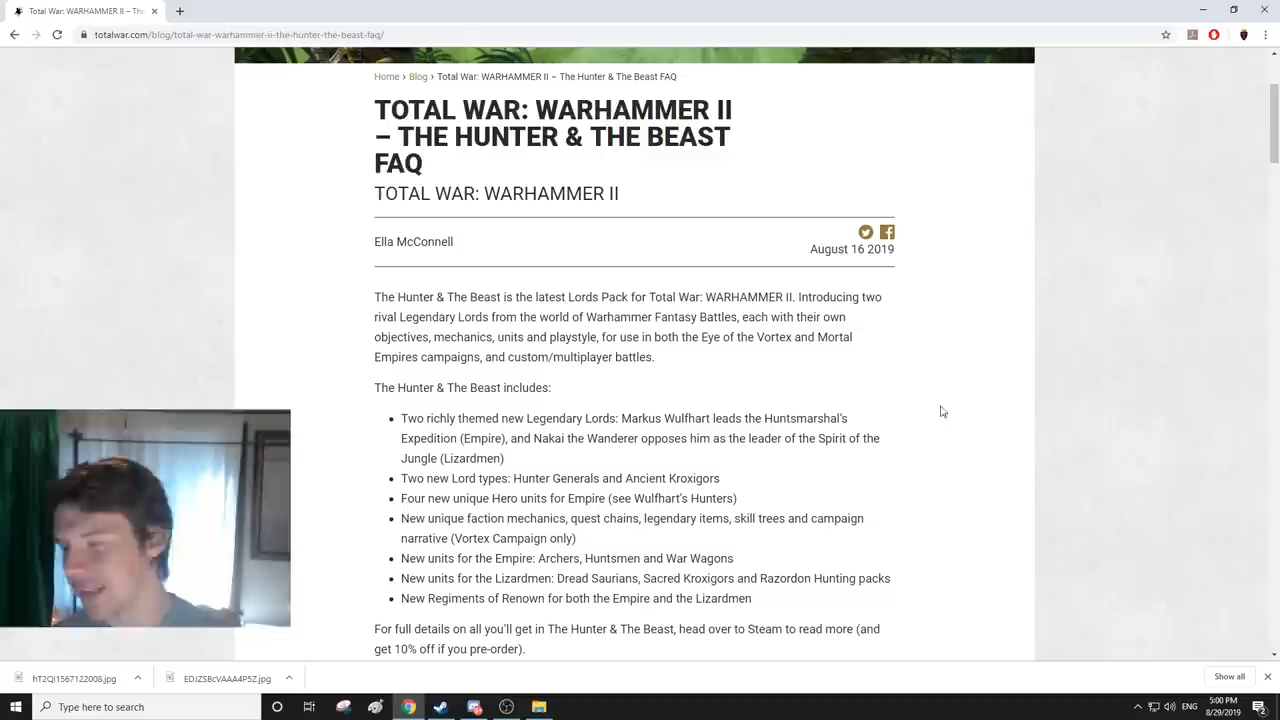 Total War: WARHAMMER II – The
totalwar.com/blog/total-war-warhammer-ii-the-hunter-the-beast-faq/
Home › Blog › Total War: WARHAMMER II – The Hunter & The Beast FAQ
TOTAL WAR: WARHAMMER II
– THE HUNTER & THE BEAST
FAQ
TOTAL WAR: WARHAMMER II
Ella McConnell
August 16 2019
The Hunter & The Beast is the latest Lords Pack for Total War: WARHAMMER II. Introducing two
rival Legendary Lords from the world of Warhammer Fantasy Battles, each with their own
objectives, mechanics, units and playstyle, for use in both the Eye of the Vortex and Mortal
Empires campaigns, and custom/multiplayer battles.
The Hunter & The Beast includes:
• Two richly themed new Legendary Lords: Markus Wulfhart leads the Huntsmarshal's
Expedition (Empire), and Nakai the Wanderer opposes him as the leader of the Spirit of the
Jungle (Lizardmen)
• Two new Lord types: Hunter Generals and Ancient Kroxigors
• Four new unique Hero units for Empire (see Wulfhart's Hunters)
• New unique faction mechanics, quest chains, legendary items, skill trees and campaign
narrative (Vortex Campaign only)
• New units for the Empire: Archers, Huntsmen and War Wagons
• New units for the Lizardmen: Dread Saurians, Sacred Kroxigors and Razordon Hunting packs
• New Regiments of Renown for both the Empire and the Lizardmen
For full details on all you'll get in The Hunter & The Beast, head over to Steam to read more (and
get 10% off if you pre-order).
hT2QI1567122008.jpg
EDJZSBcVAAA4P5Z.jpg
Show all
Type here to search
ENG
5:00 PM
8/29/2019
2